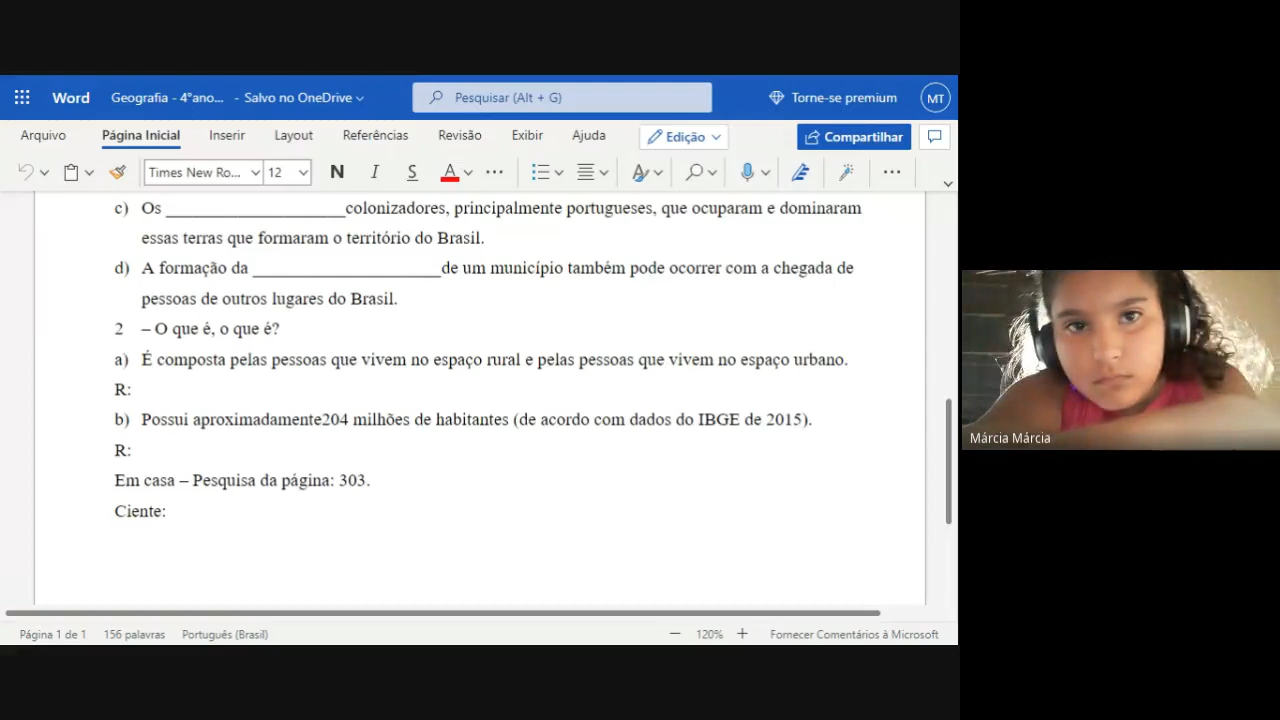 Word Geografia - 4°ano... - Salvo no OneDrive Pesquisar (Alt + G) Torne-se premium MT
Arquivo Página Inicial Inserir Layout Referências Revisão Exibir Ajuda Edição Compartilhar
Times New Ro... 12 N I S A ...
c) Os ____________________colonizadores, principalmente portugueses, que ocuparam e dominaram
essas terras que formaram o território do Brasil.
d) A formação da _____________________de um município também pode ocorrer com a chegada de
pessoas de outros lugares do Brasil.
2 – O que é, o que é?
a) É composta pelas pessoas que vivem no espaço rural e pelas pessoas que vivem no espaço urbano.
R:
b) Possui aproximadamente204 milhões de habitantes (de acordo com dados do IBGE de 2015).
R:
Em casa – Pesquisa da página: 303.
Ciente:
Página 1 de 1 156 palavras Português (Brasil) — 120% + Fornecer Comentários à Microsoft
Márcia Márcia